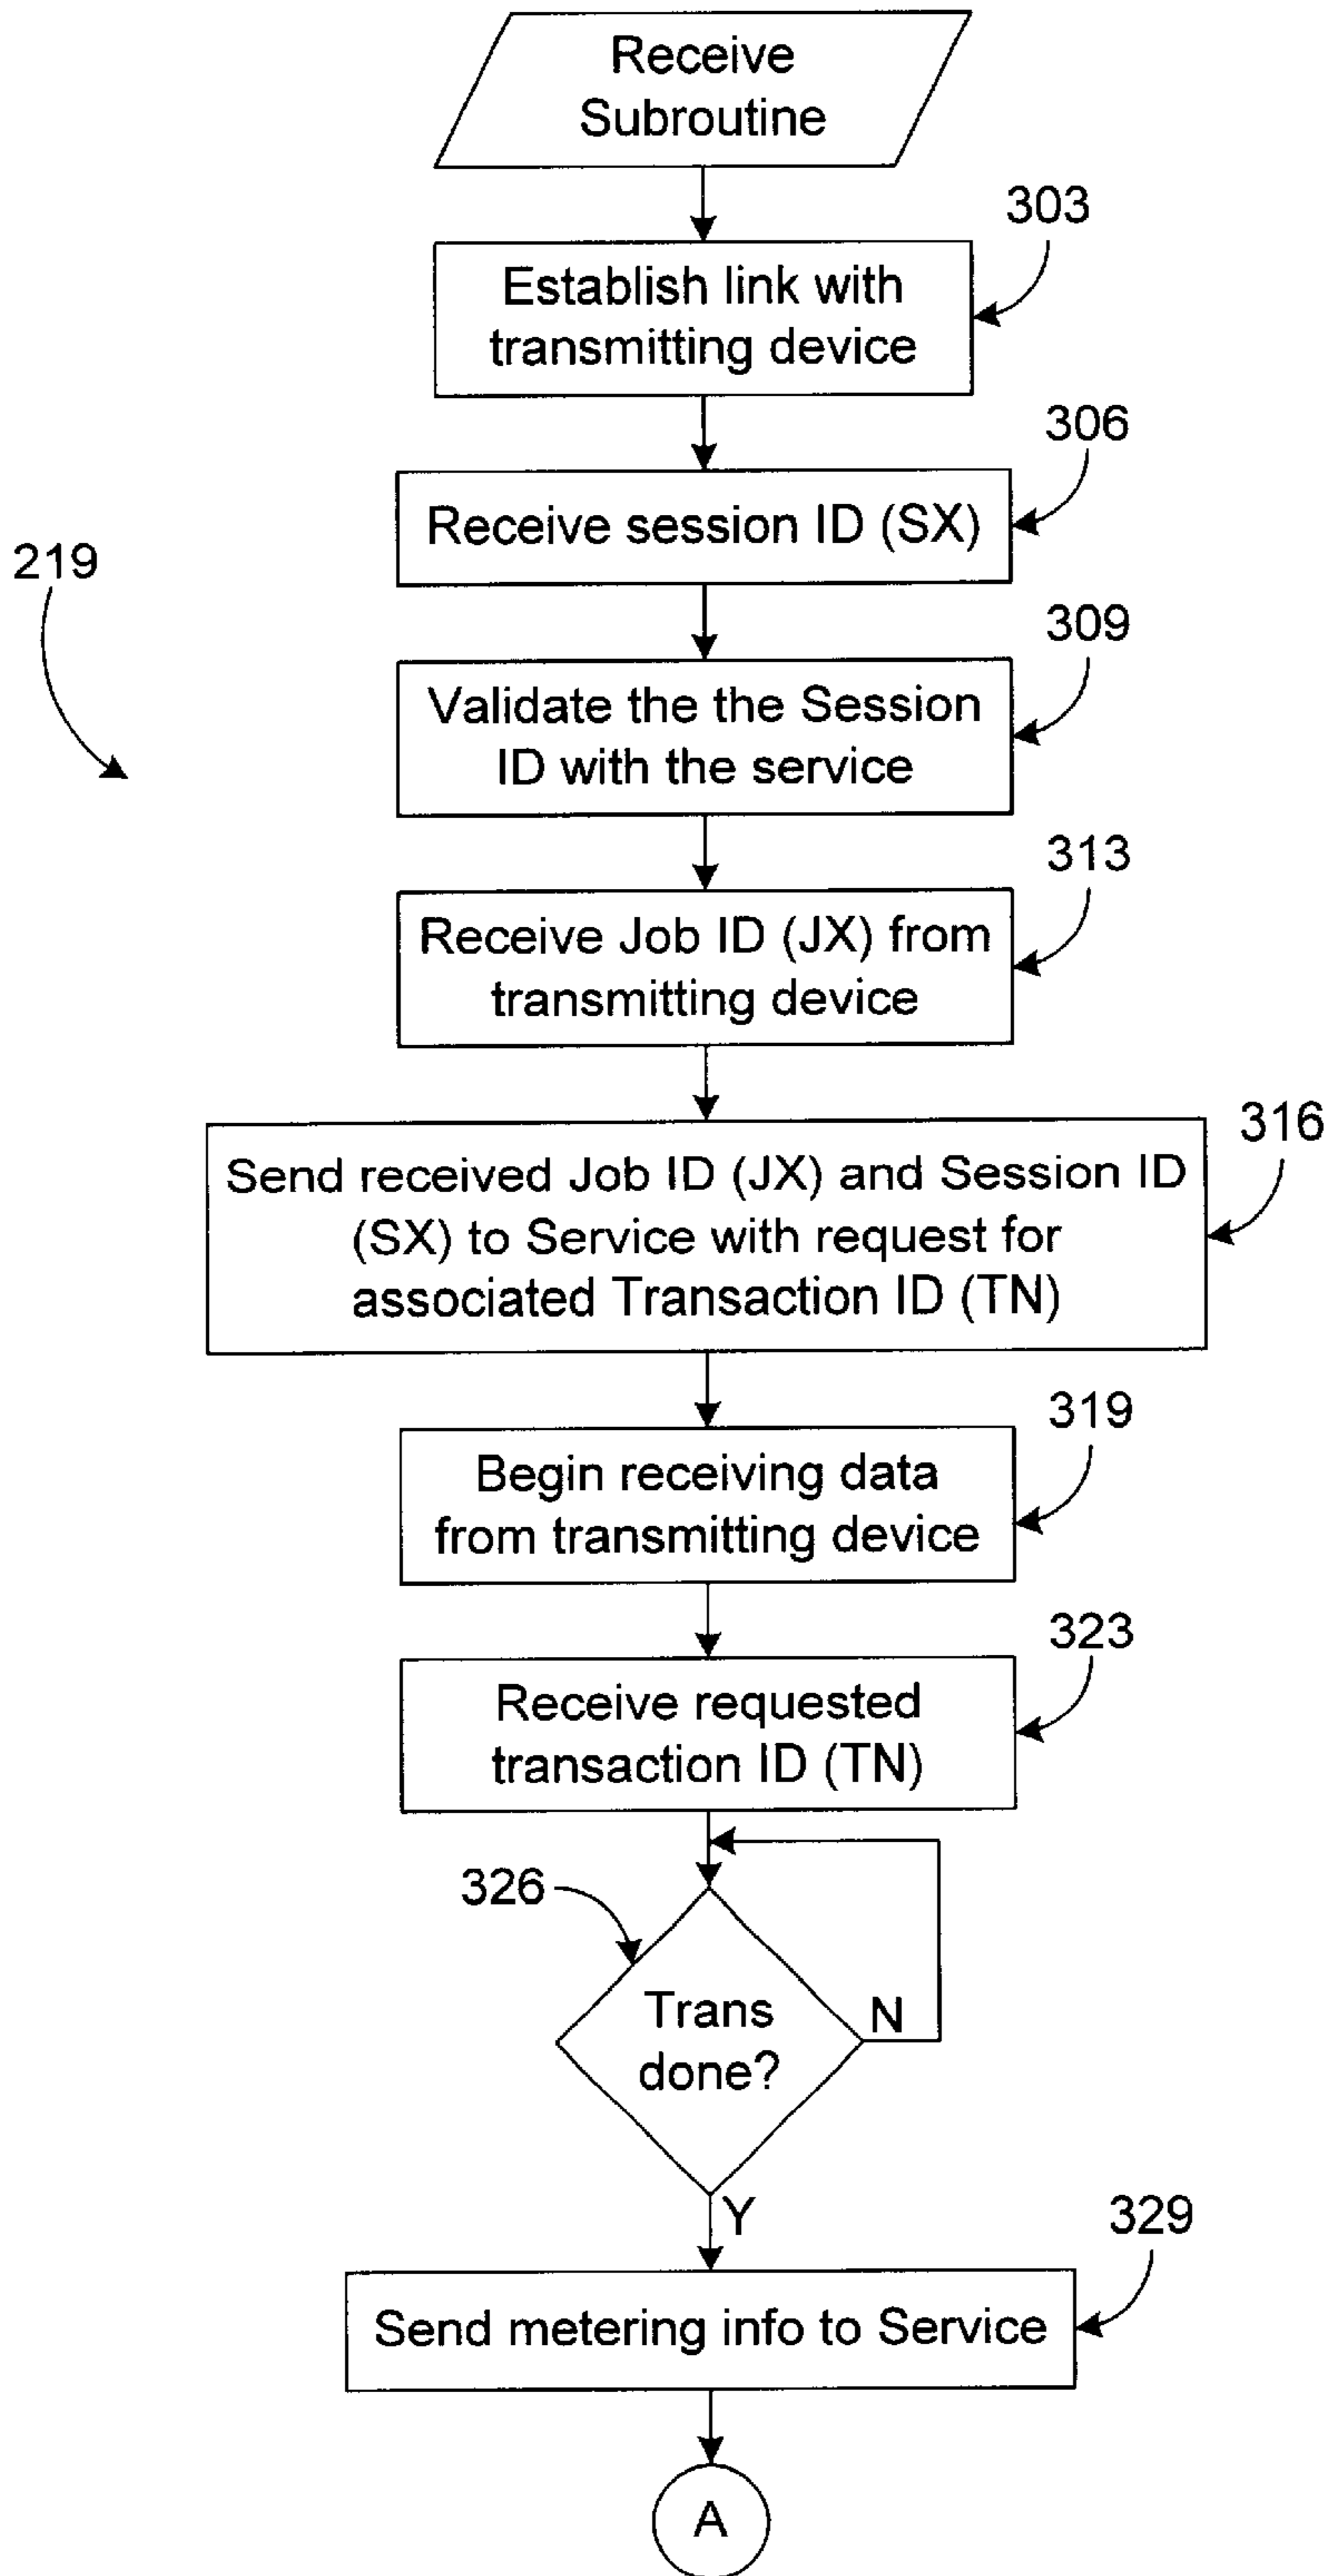 Receive
Subroutine
303
Establish link with
transmitting device
306
Receive session ID (SX)
219
309
Validate the the Session
ID with the service
313
Receive Job ID (JX) from
transmitting device
316
Send received Job ID (JX) and Session ID
(SX) to Service with request for
associated Transaction ID (TN)
319
Begin receiving data
from transmitting device
323
Receive requested
transaction ID (TN)
326
Trans
done?
N
Y
329
Send metering info to Service
A